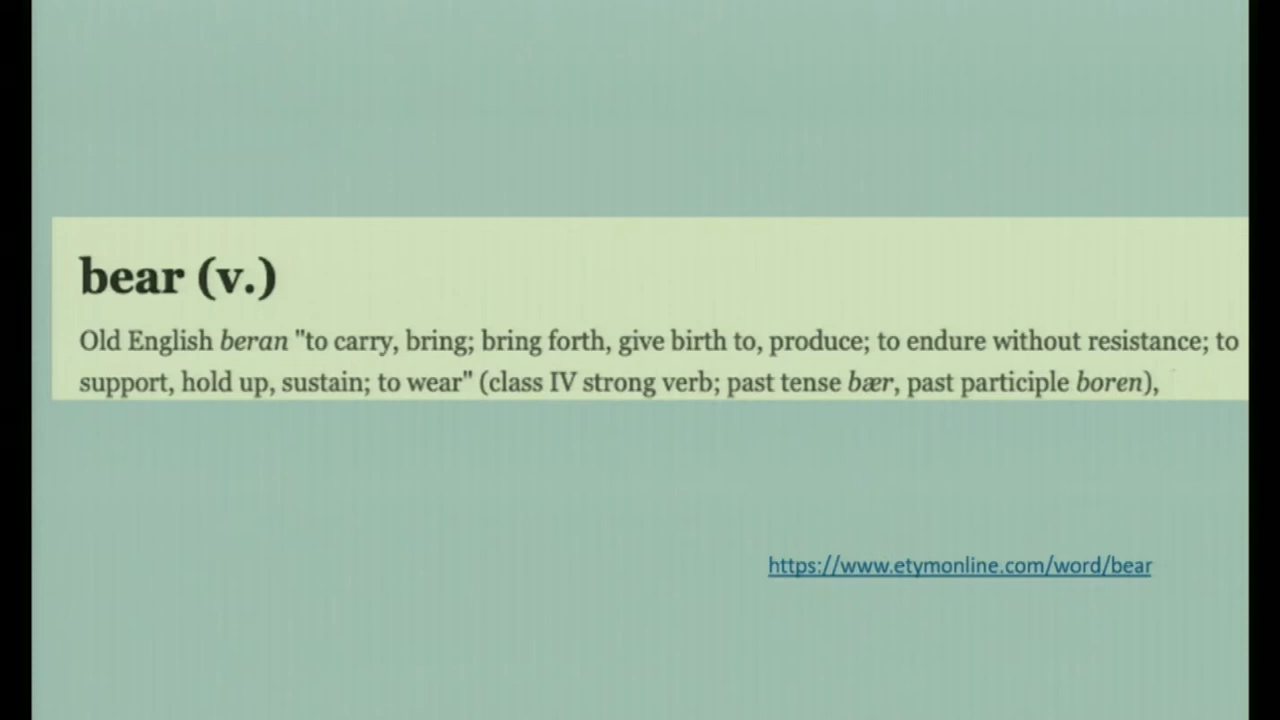 bear (v.)
Old English beran "to carry, bring; bring forth, give birth to, produce; to endure without resistance; to
support, hold up, sustain; to wear" (class IV strong verb; past tense bær, past participle boren),
https://www.etymonline.com/word/bear